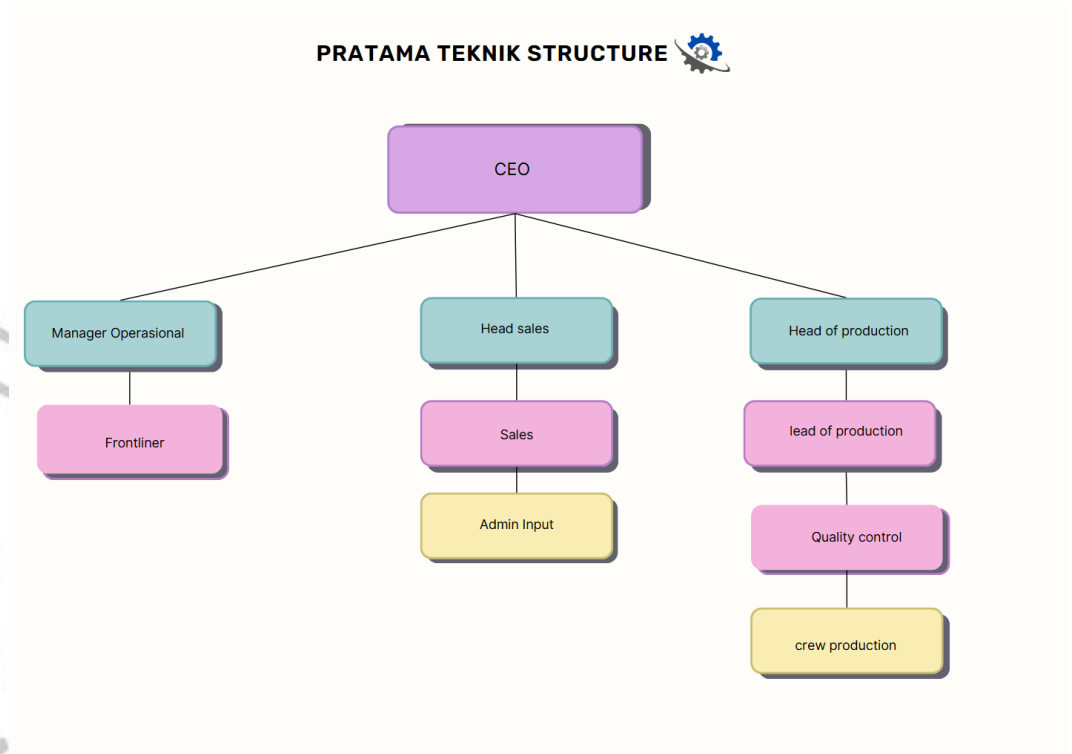 PRATAMA TEKNIK STRUCTURE
CEO
Manager Operasional
Head sales
Head of production
Frontliner
Sales
lead of production
Admin Input
Quality control
crew production